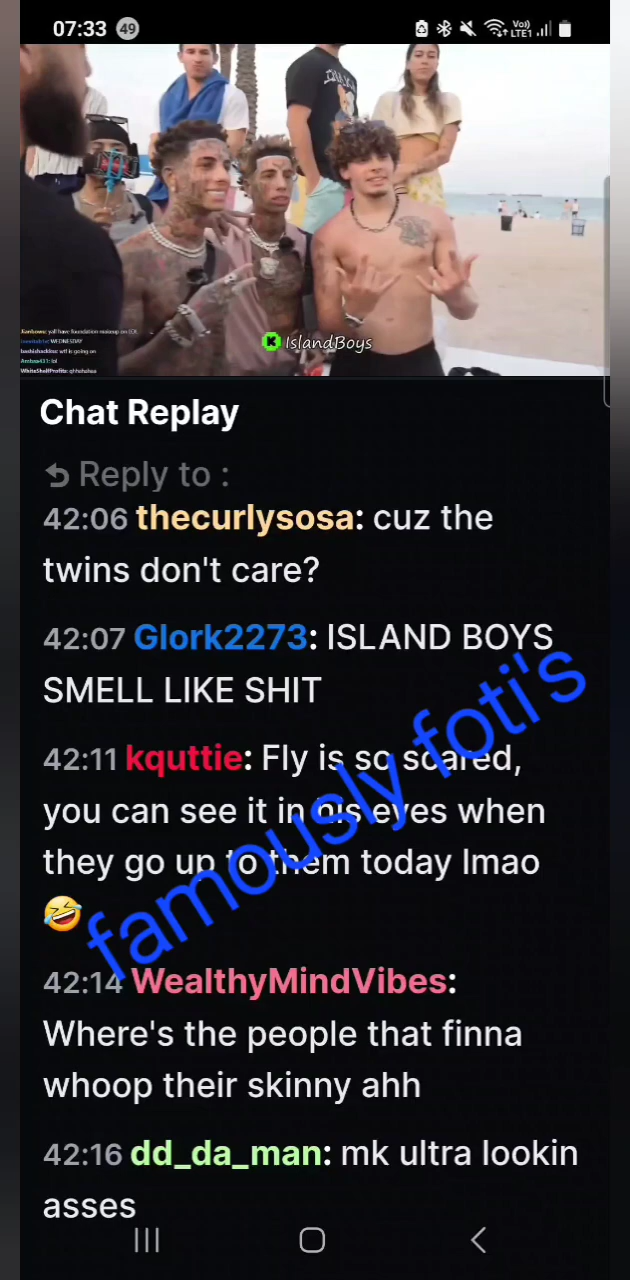 07:33 49
Vo))
LTE1
WEDNESDAY
K IslandBoys
Chat Replay
Reply to :
42:06 thecurlysosa: cuz the
twins don't care?
42:07 Glork2273: ISLAND BOYS
SMELL LIKE SHIT
42:11 kquttie: Fly is so scared,
you can see it in his eyes when
they go up to them today lmao
🤣
42:14 WealthyMindVibes:
Where's the people that finna
whoop their skinny ahh
42:16 dd_da_man: mk ultra lookin
asses
famously foti's